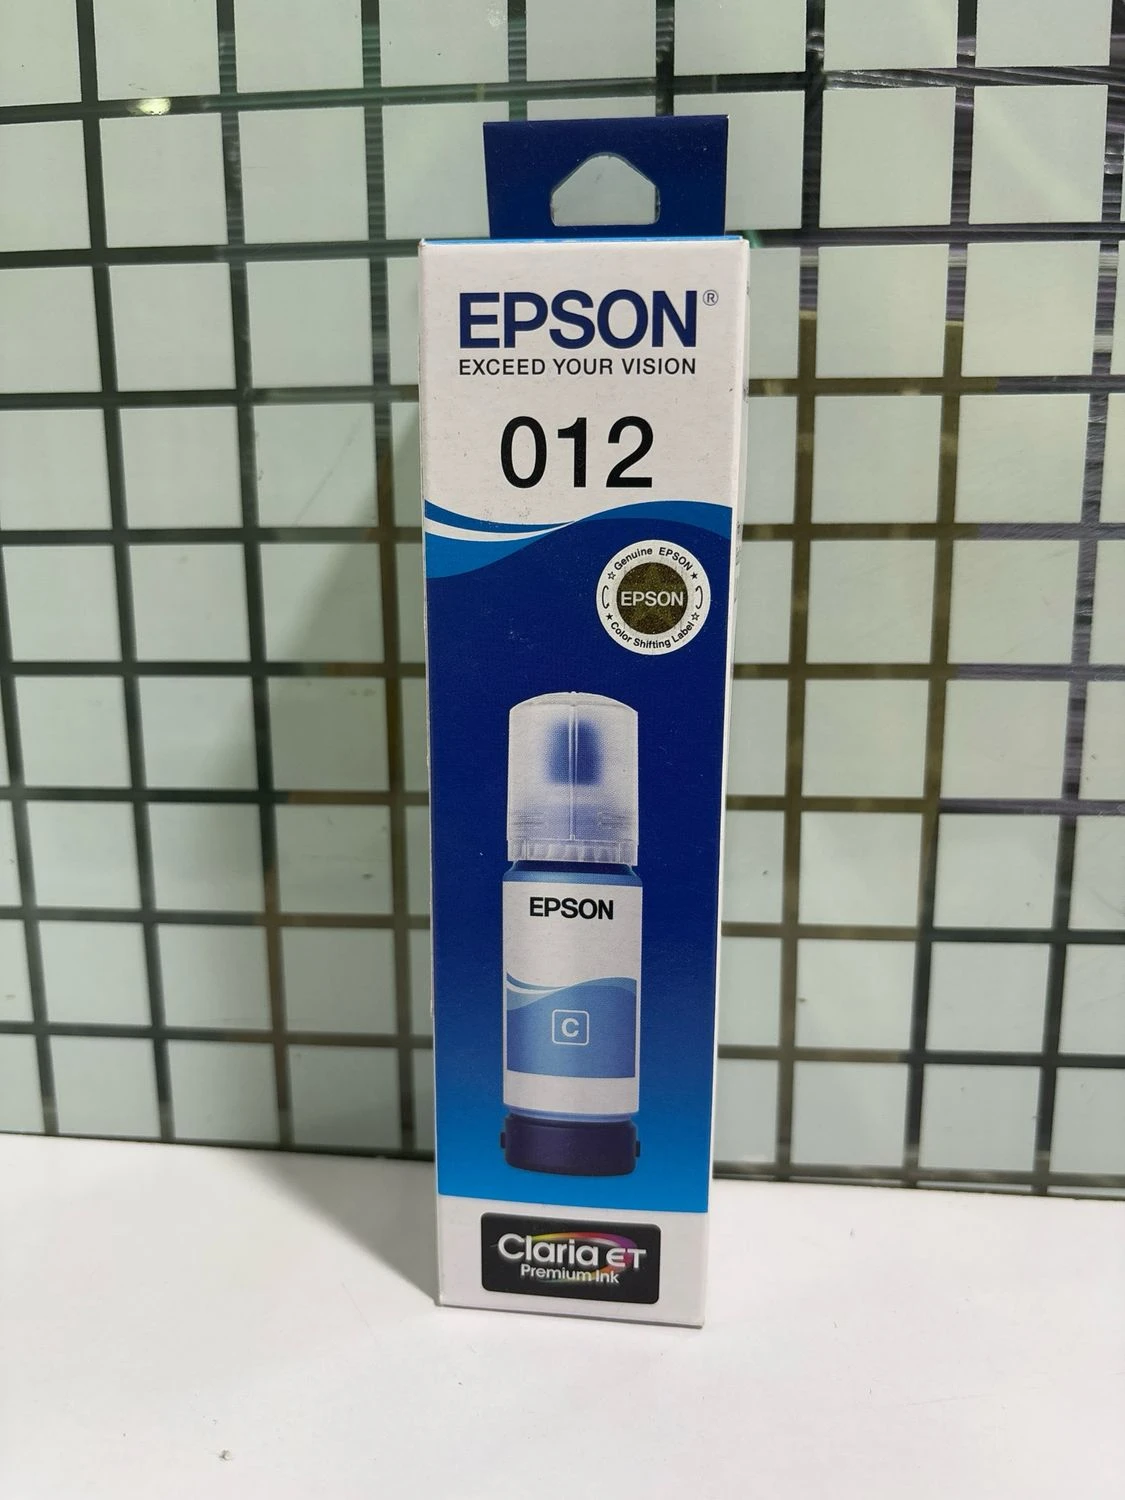 EPSON®
EXCEED YOUR VISION
012
Genuine EPSON
EPSON
Color Shifting Label
EPSON
C
Claria ET
Premium Ink